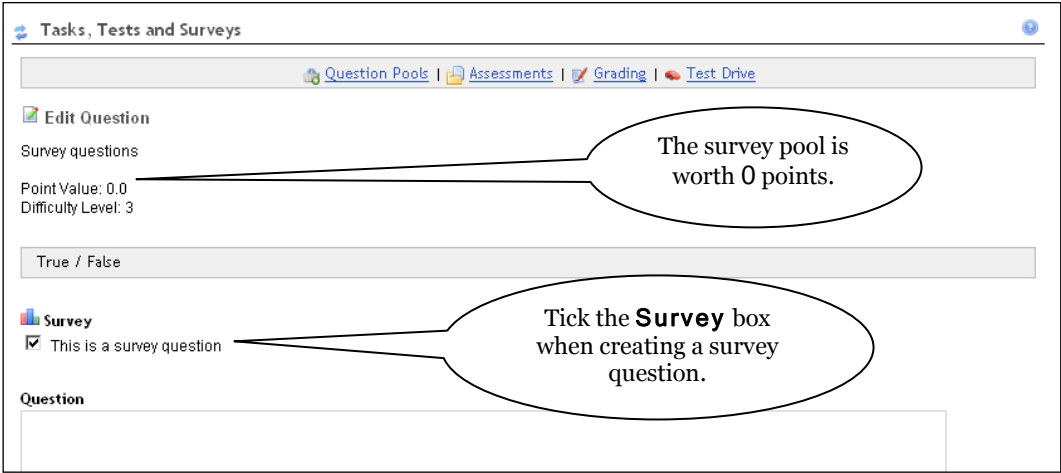 Tasks, Tests and Surveys
Question Pools | Assessments | Grading | Test Drive
Edit Question
Survey questions
Point Value: 0.0
Difficulty Level: 3
The survey pool is
worth 0 points.
True / False
Survey
This is a survey question
Tick the Survey box
when creating a survey
question.
Question